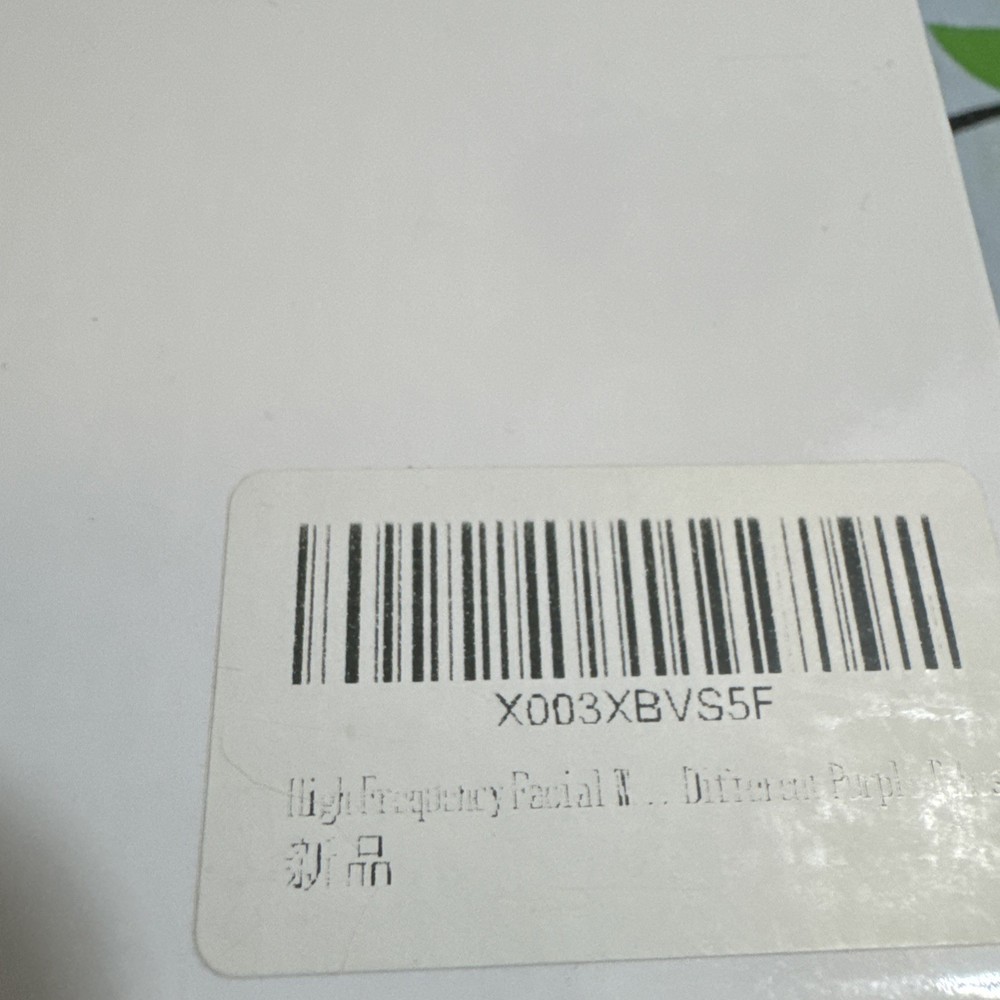 X003XBVS5F
High Frequency Facial W... Different Purple
新品